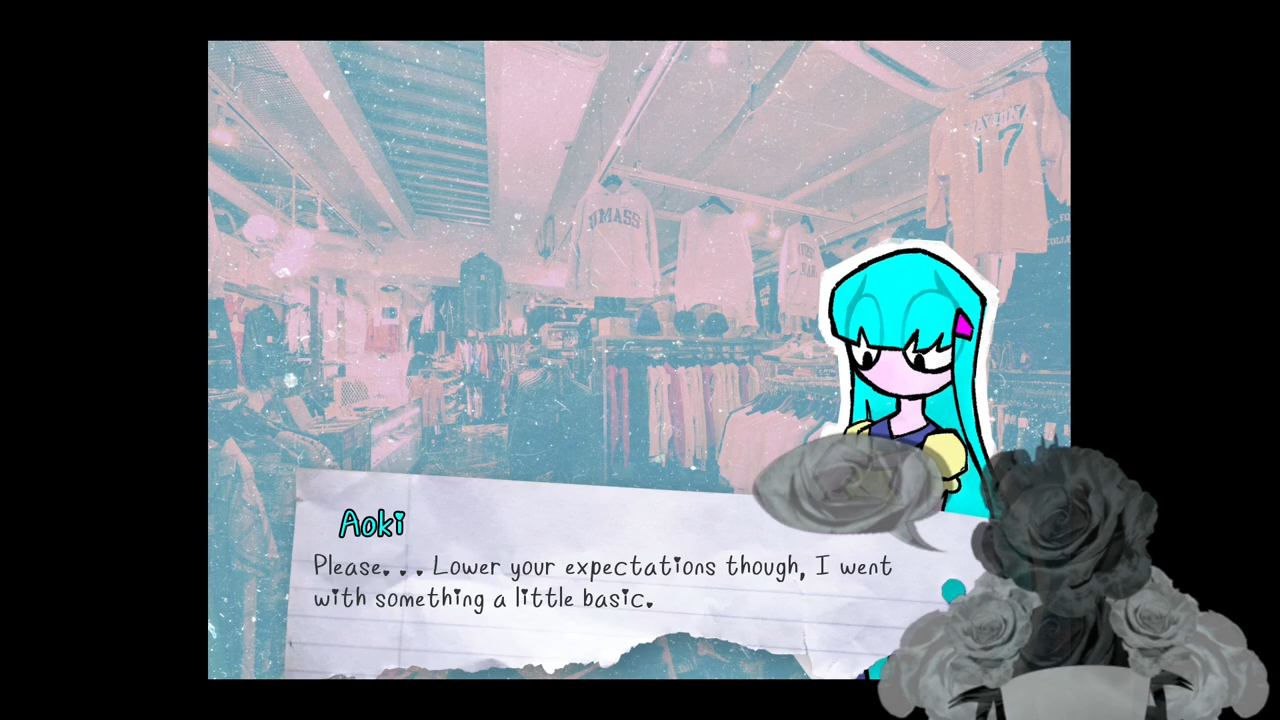 UMASS
17
Aoki
Please... Lower your expectations though, I went
with something a little basic.